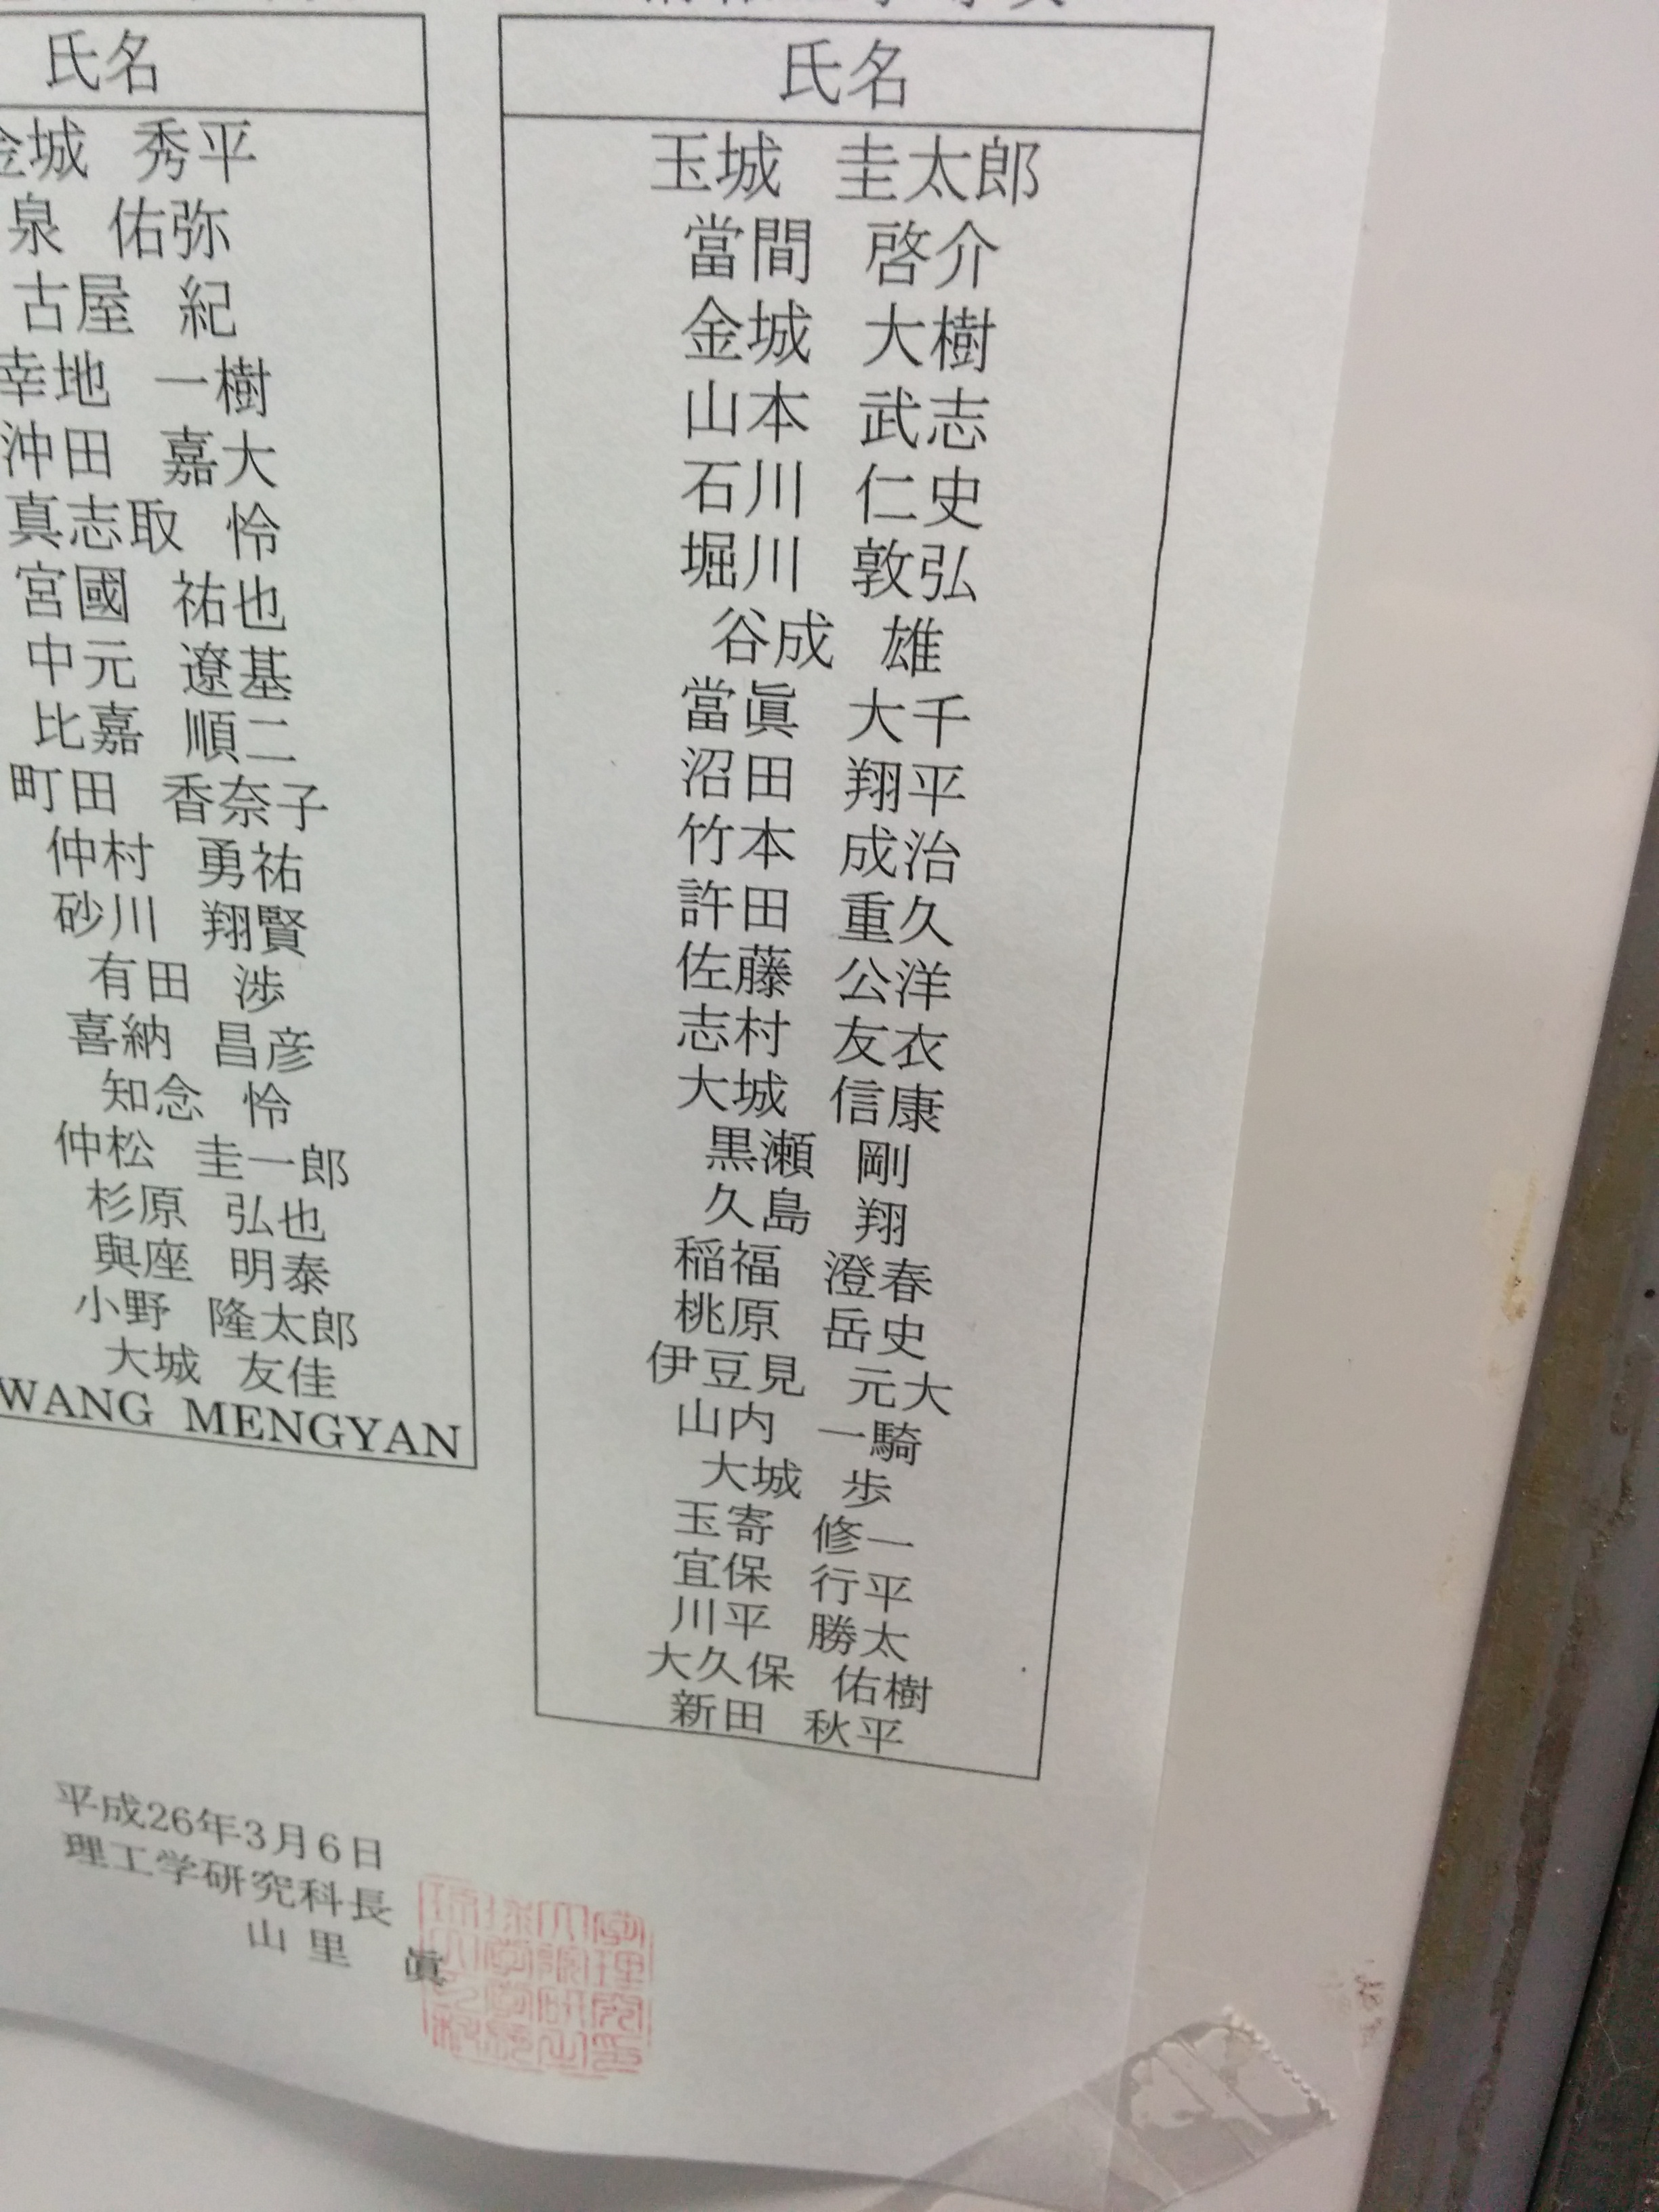 氏名
金城 秀平
泉 佑弥
古屋 紀
幸地 一樹
沖田 嘉大
真志取 怜
宮國 祐也
中元 遼基
比嘉 順二
町田 香奈子
仲村 勇祐
砂川 翔賢
有田 渉
喜納 昌彦
知念 怜
仲松 圭一郎
杉原 弘也
與座 明泰
小野 隆太郎
大城 友佳
WANG MENGYAN
氏名
玉城 圭太郎
當間 啓介
金城 大樹
山本 武志
石川 仁史
堀川 敦弘
谷成 雄
當眞 大千
沼田 翔平
竹本 成治
許田 重久
佐藤 公洋
志村 友衣
大城 信康
黒瀬 剛
久島 翔
稲福 澄春
桃原 岳史
伊豆見 元大
山内 一騎
大城 歩
玉寄 修一
宜保 行平
川平 勝太
大久保 佑樹
新田 秋平
平成26年3月6日
理工学研究科長
山里 眞